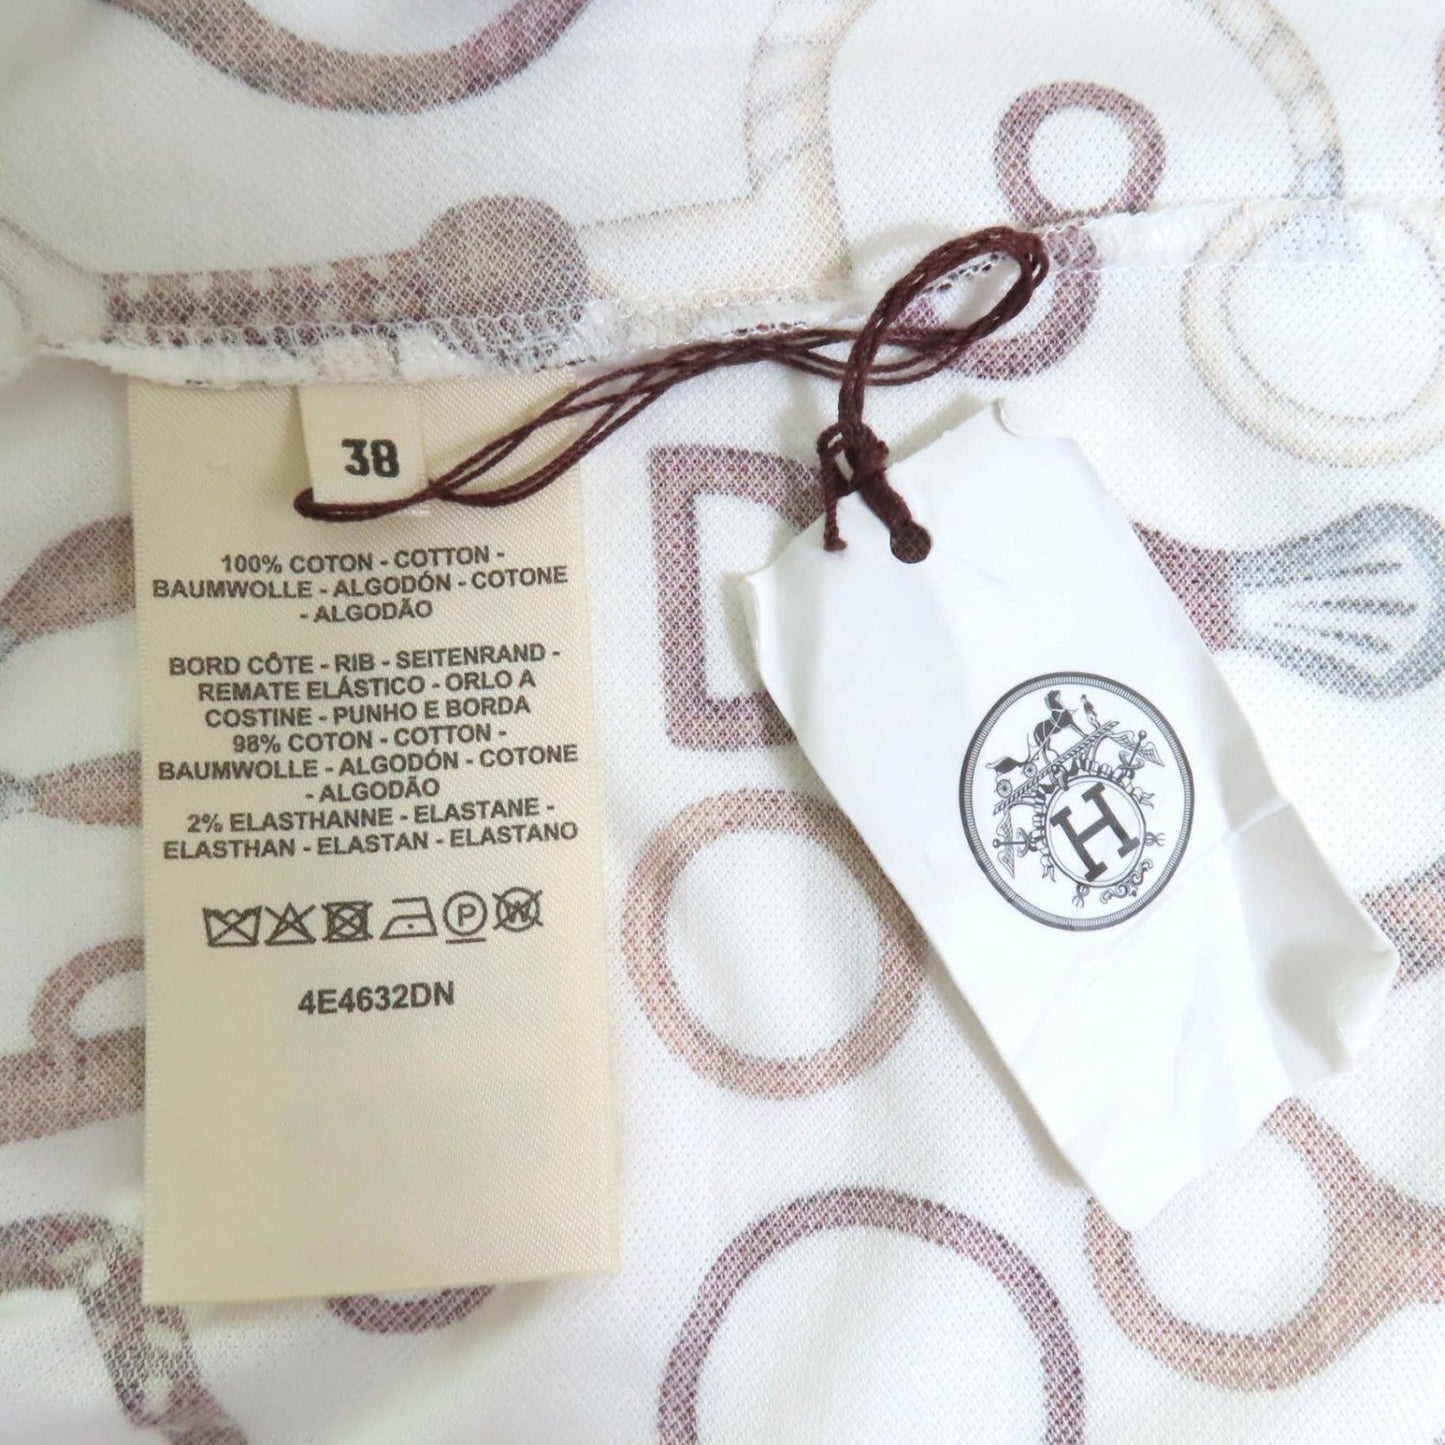 38
100% COTON - COTTON -
BAUMWOLLE - ALGODÓN - COTONE
- ALGODÃO
BORD CÔTE - RIB - SEITENRAND -
REMATE ELÁSTICO - ORLO A
COSTINE - PUNHO E BORDA
98% COTON - COTTON -
BAUMWOLLE - ALGODÓN - COTONE
- ALGODÃO
2% ELASTHANNE - ELASTANE -
ELASTHAN - ELASTAN - ELASTANO
P W
4E4632DN
H